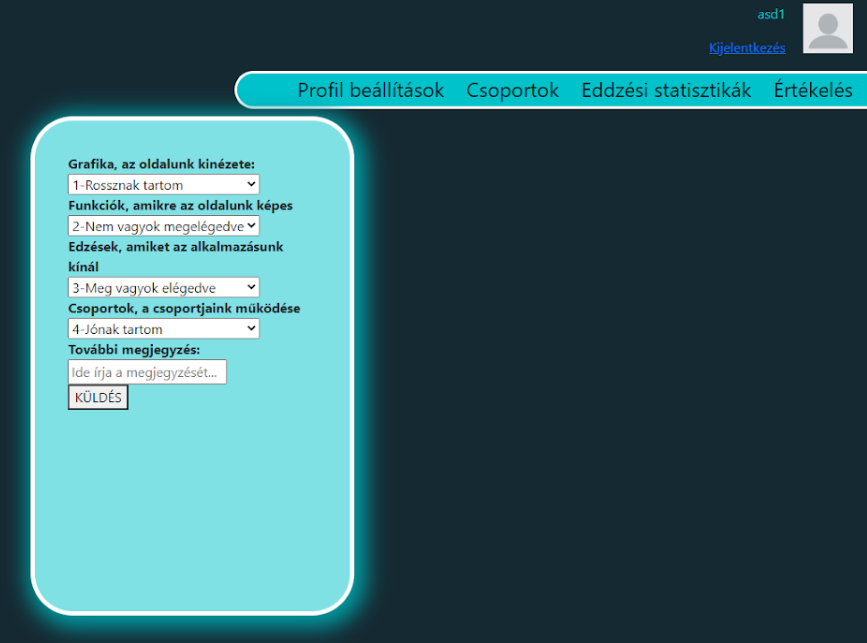 asd1
Kijelentkezés
Profil beállítások Csoportok Eddzési statisztikák Értékelés
Grafika, az oldalunk kinézete:
1-Rossznak tartom
Funkciók, amikre az oldalunk képes
2-Nem vagyok megelégedve
Edzések, amiket az alkalmazásunk
kínál
3-Meg vagyok elégedve
Csoportok, a csoportjaink működése
4-Jónak tartom
További megjegyzés:
Ide írja a megjegyzését...
KÜLDÉS